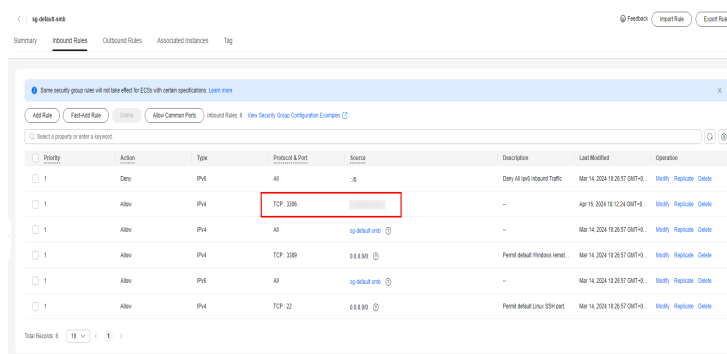 sg-default-smb
Feedback Import Rule Export Rule
Summary Inbound Rules Outbound Rules Associated Instances Tag
Some security group rules will not take effect for ECSs with certain specifications. Learn more
Add Rule Fast-Add Rule Delete Allow Common Ports Inbound Rules: 6 View Security Group Configuration Examples
Select a property or enter a keyword.
Priority Action Type Protocol & Port Source Description Last Modified Operation
1 Deny IPv6 All ::/0 Deny All Ipv6 Inbound Traffic Mar 14, 2024 10:26:57 GMT+0... Modify Replicate Delete
1 Allow IPv4 TCP : 3306 -- Apr 15, 2024 16:12:24 GMT+0... Modify Replicate Delete
1 Allow IPv4 All sg-default-smb -- Mar 14, 2024 10:26:57 GMT+0... Modify Replicate Delete
1 Allow IPv4 TCP : 3389 0.0.0.0/0 Permit default Windows remot... Mar 14, 2024 10:26:57 GMT+0... Modify Replicate Delete
1 Allow IPv6 All sg-default-smb -- Mar 14, 2024 10:26:57 GMT+0... Modify Replicate Delete
1 Allow IPv4 TCP : 22 0.0.0.0/0 Permit default Linux SSH port. Mar 14, 2024 10:26:57 GMT+0... Modify Replicate Delete
Total Records: 6 10 1